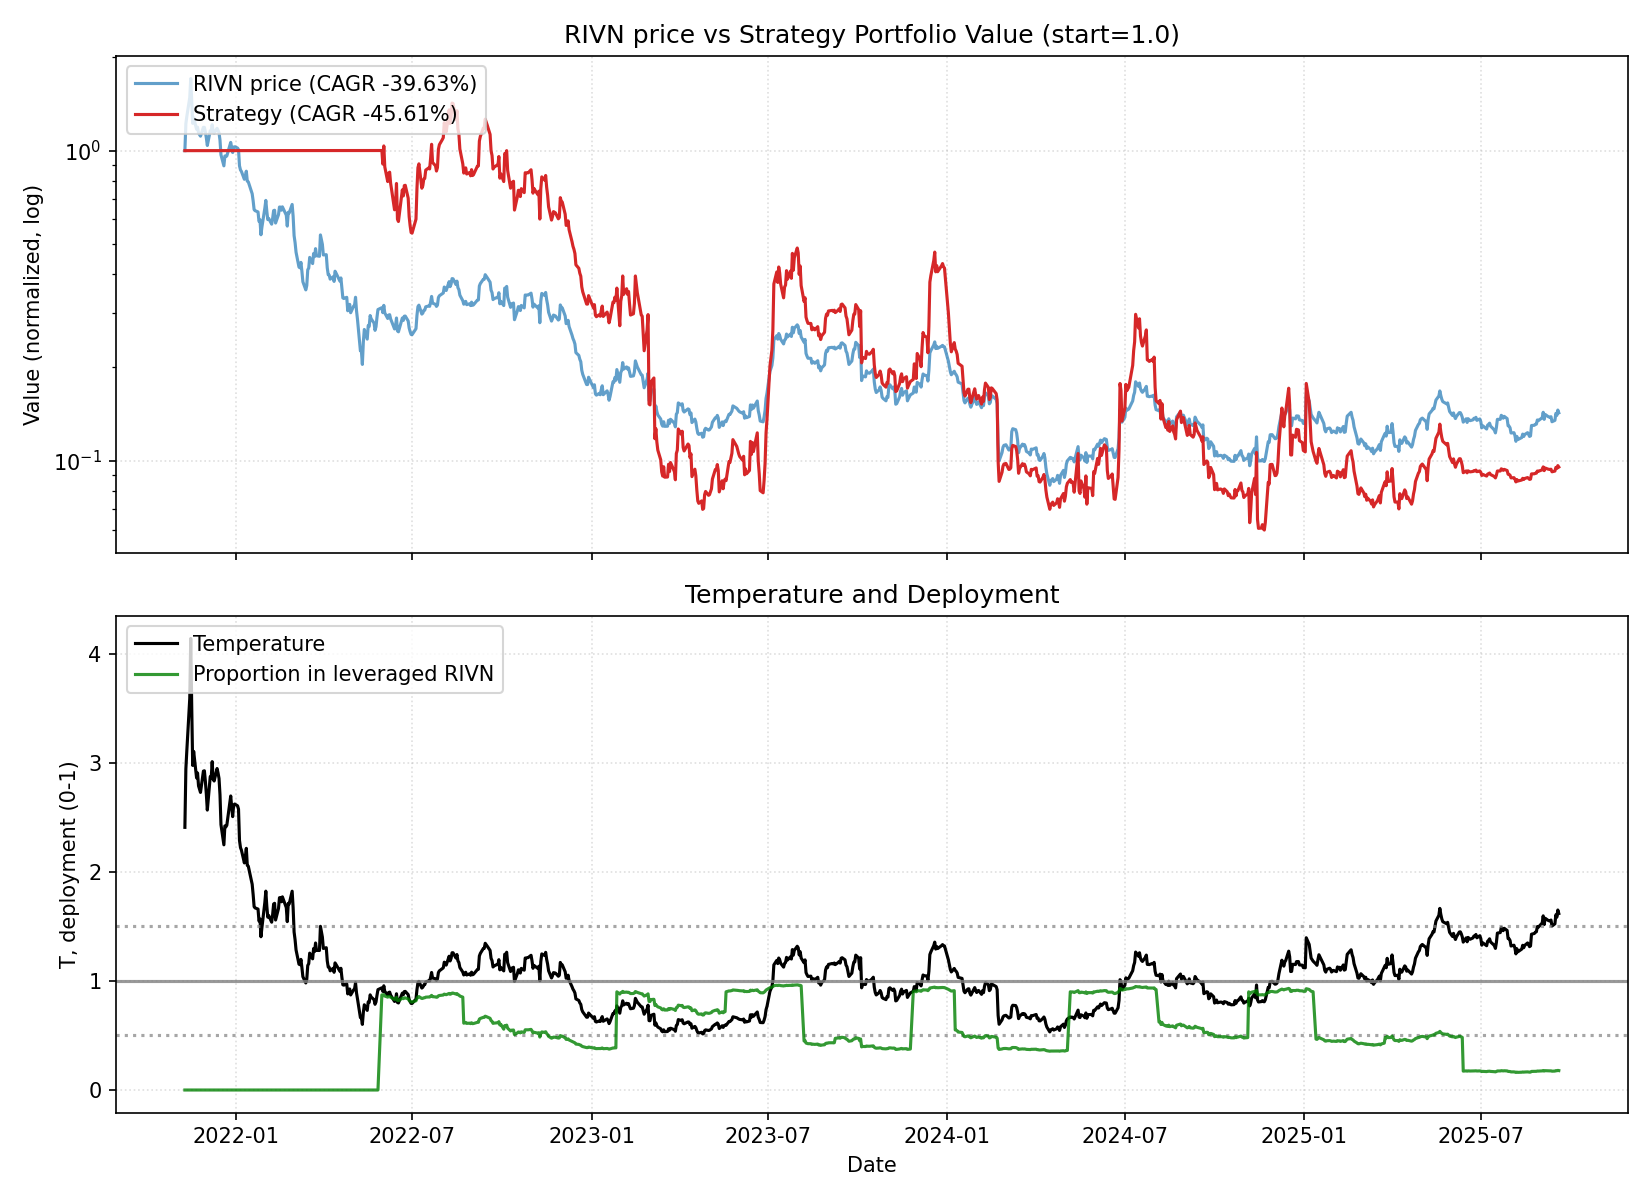 RIVN price vs Strategy Portfolio Value (start=1.0)
RIVN price (CAGR -39.63%)
Strategy (CAGR -45.61%)
10⁰
10⁻¹
Value (normalized, log)
Temperature and Deployment
Temperature
Proportion in leveraged RIVN
4
3
2
1
0
T, deployment (0-1)
2022-01 2022-07 2023-01 2023-07 2024-01 2024-07 2025-01 2025-07
Date